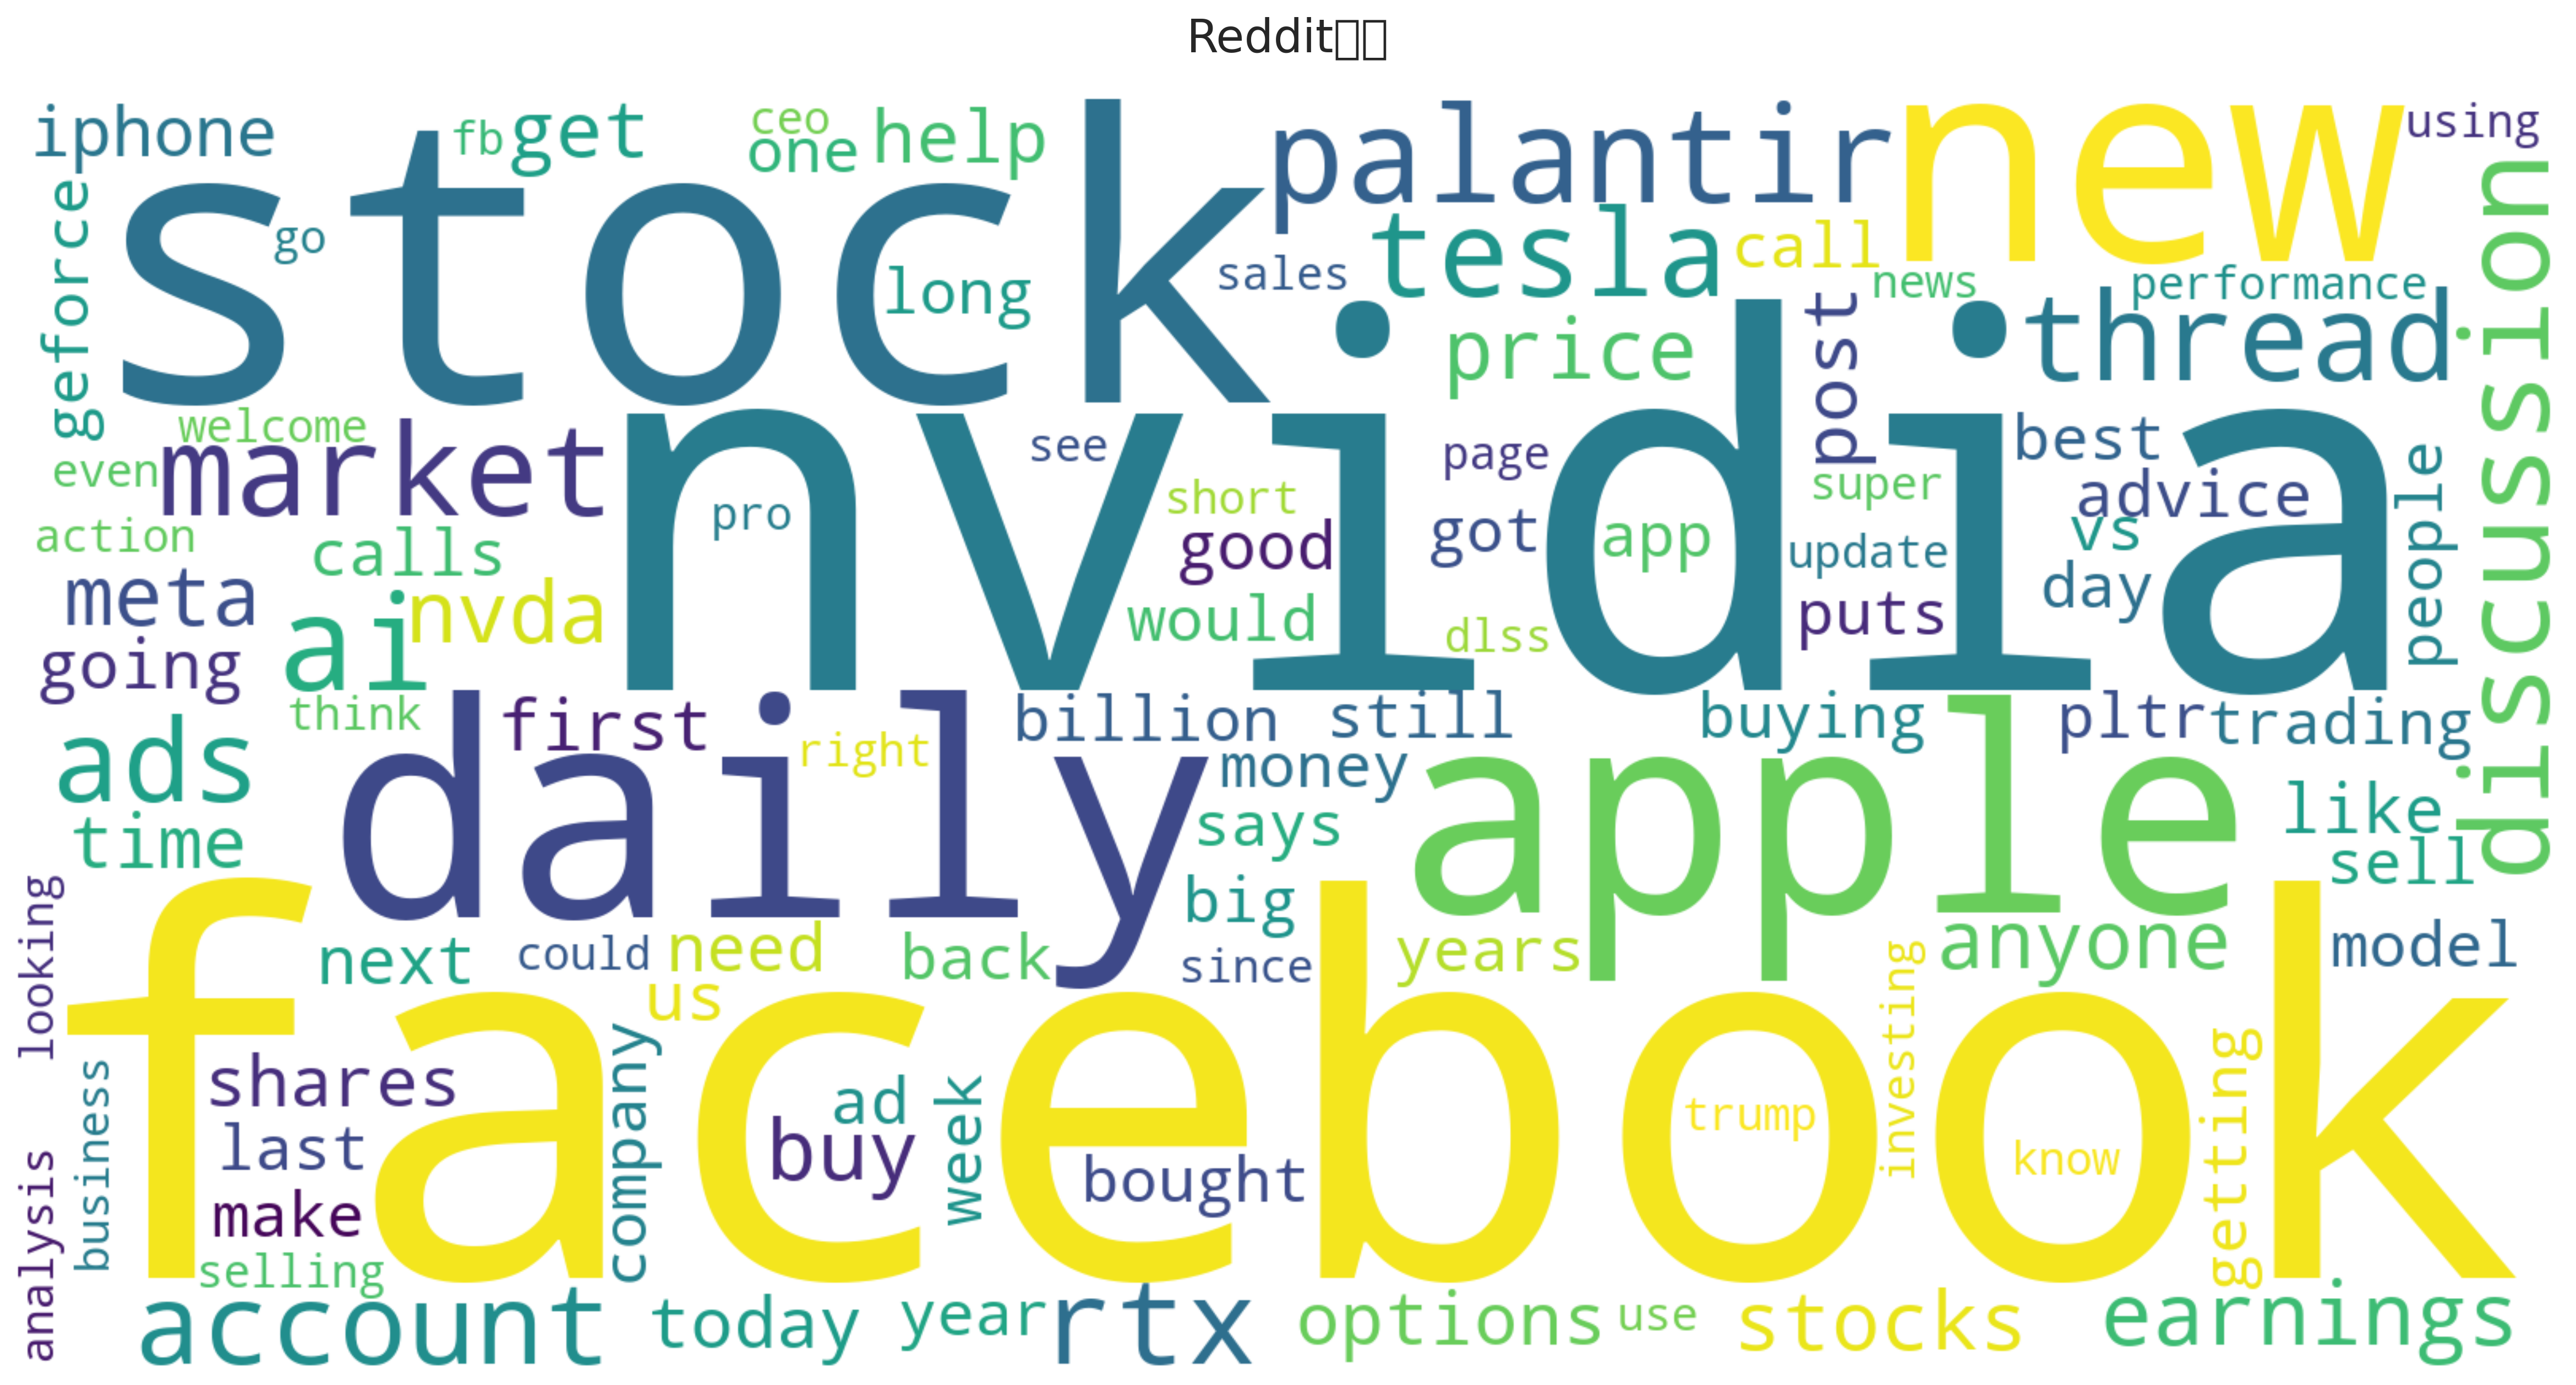 Reddit
iphone
fb
get
ceo
one
help
palantir
new
using
stock
go
long
sales
tesla
call
news
performance
geforce
price
post
thread
discussion
welcome
market
even
action
calls
meta
ai
nvda
going
think
nvidia
pro
see
short
good
would
page
got
app
dlss
super
update
puts
best
advice
vs
day
people
ads
time
first
right
daily
billion
still
money
says
big
since
buying
pltr
trading
apple
like
sell
looking
next
could
need
back
us
years
anyone
model
facebook
analysis
business
shares
last
make
selling
company
ad
buy
week
bought
trump
investing
know
getting
account
today
year
rtx
options
use
stocks
earnings